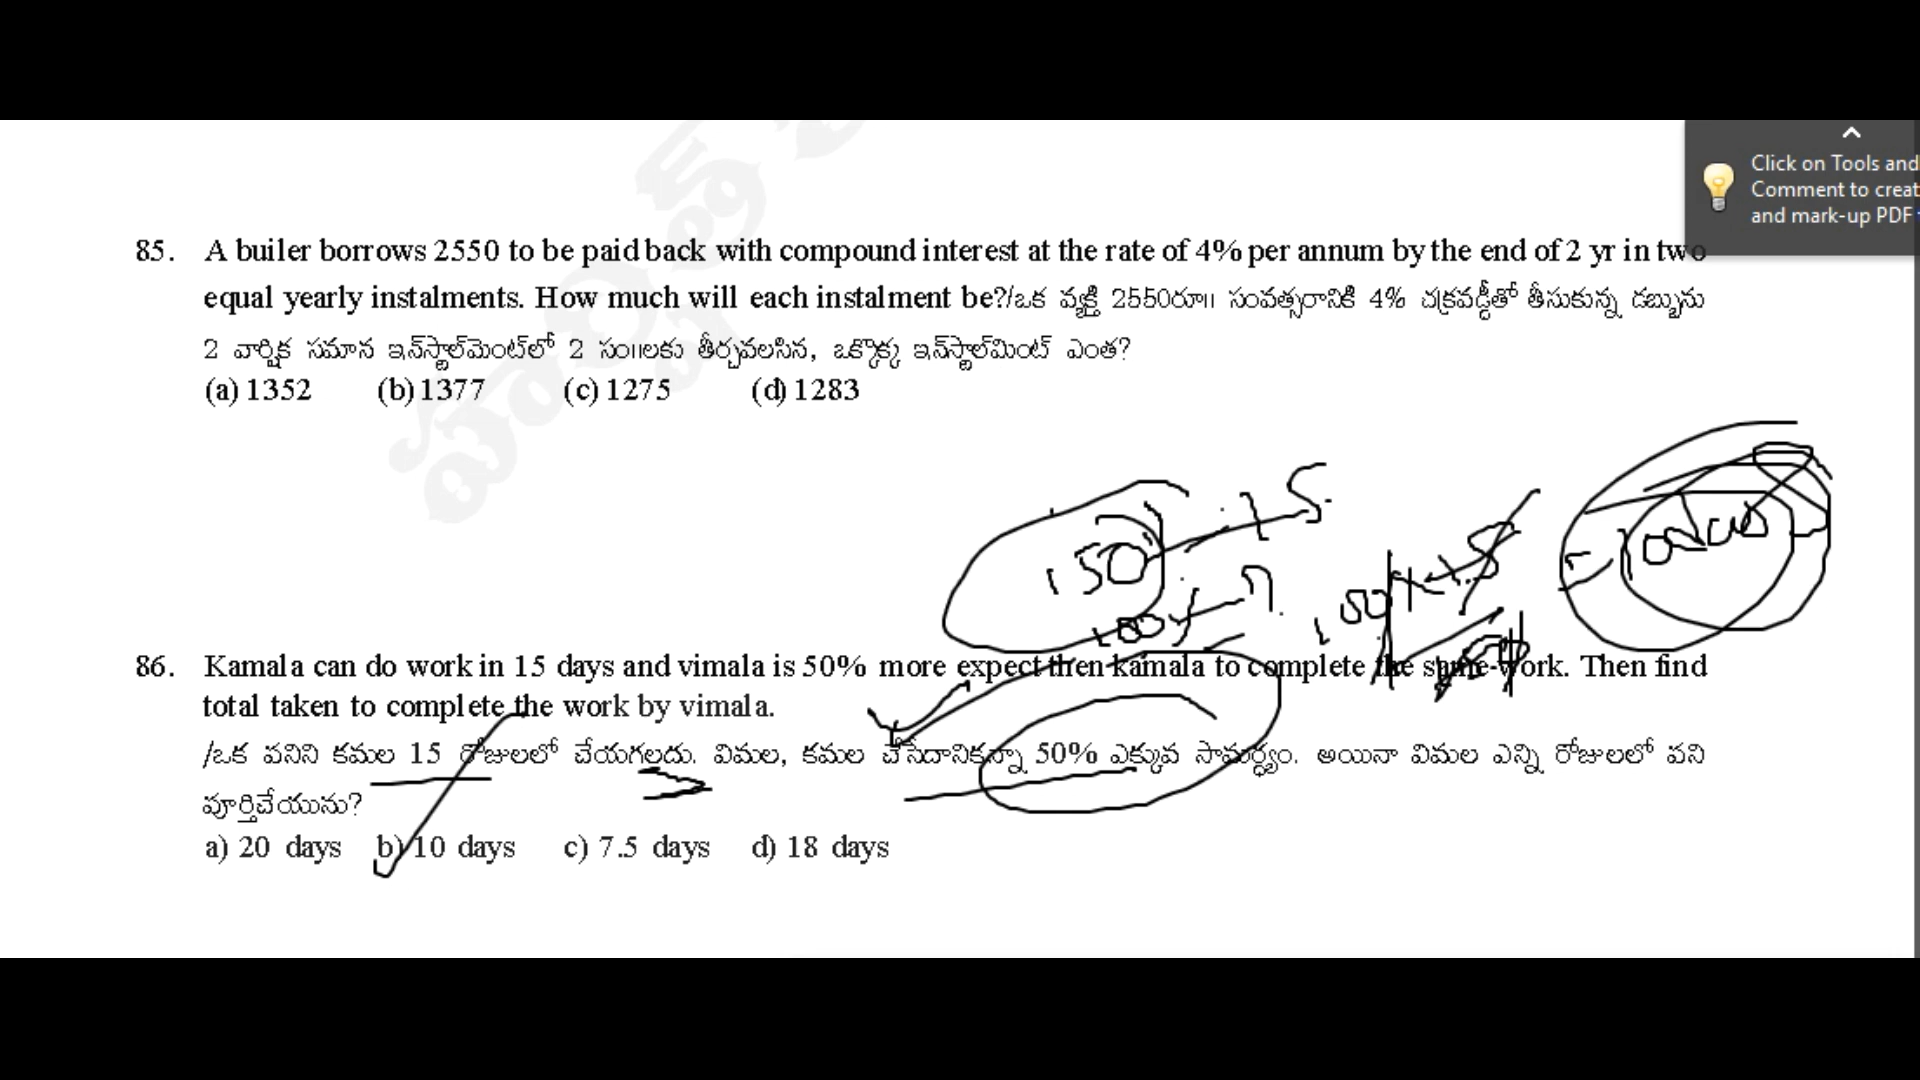 Click on Tools and
Comment to creat
and mark-up PDF
85. A builer borrows 2550 to be paid back with compound interest at the rate of 4% per annum by the end of 2 yr in two
equal yearly instalments. How much will each instalment be?/ఒక వ్యక్తి 2550రూ॥ సంవత్సరానికి 4% చక్రవడ్డీతో తీసుకున్న డబ్బును
2 వార్షిక సమాన ఇన్‌స్టాల్‌మెంట్‌లో 2 సం॥లకు తీర్చవలసిన, ఒక్కొక్క ఇన్‌స్టాల్‌మింట్ ఎంత?
(a) 1352 (b) 1377 (c) 1275 (d) 1283
150 15
100
86. Kamala can do work in 15 days and vimala is 50% more expect then kamala to complete the same work. Then find
total taken to complete the work by vimala.
/ఒక పనిని కమల 15 రోజులలో చేయగలదు. విమల, కమల చేసేదానికన్నా 50% ఎక్కువ సామర్థ్యం. అయినా విమల ఎన్ని రోజులలో పని
పూర్తిచేయును?
a) 20 days b) 10 days c) 7.5 days d) 18 days